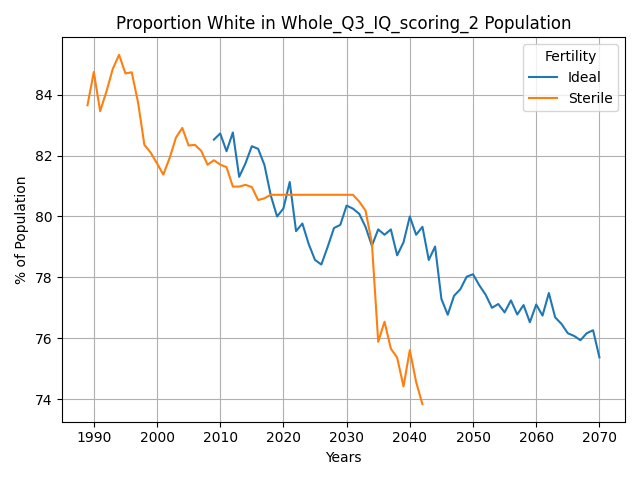 Proportion White in Whole_Q3_IQ_scoring_2 Population
Fertility
Ideal
Sterile
% of Population
84
82
80
78
76
74
1990
2000
2010
2020
2030
2040
2050
2060
2070
Years